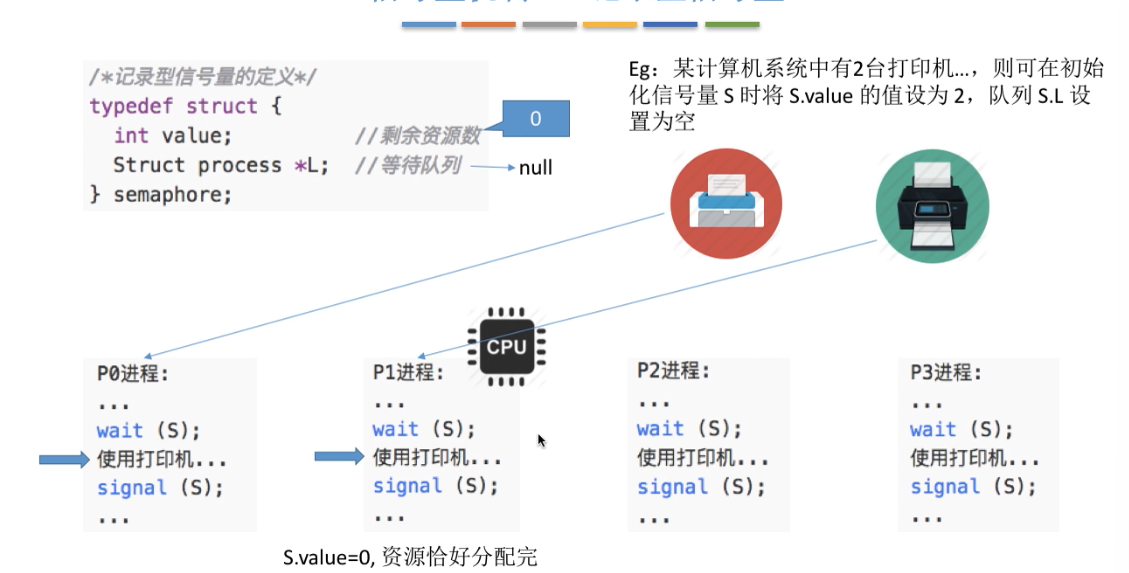 /*记录型信号量的定义*/
typedef struct {
int value; //剩余资源数
Struct process *L; //等待队列
} semaphore;
0
null
Eg：某计算机系统中有2台打印机…，则可在初始
化信号量 S 时将 S.value 的值设为 2，队列 S.L 设
置为空
CPU
P0进程:
...
wait (S);
使用打印机...
signal (S);
...
P1进程:
...
wait (S);
使用打印机...
signal (S);
...
P2进程:
...
wait (S);
使用打印机...
signal (S);
...
P3进程:
...
wait (S);
使用打印机...
signal (S);
...
S.value=0, 资源恰好分配完